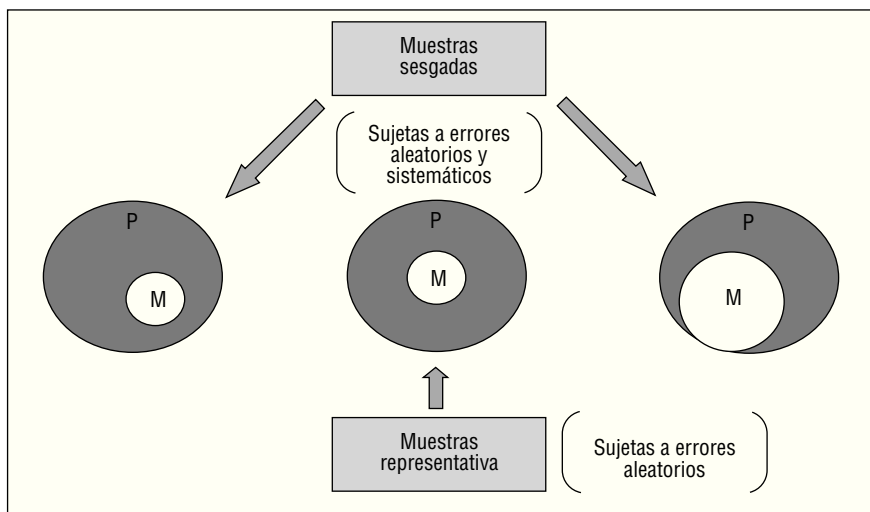 Muestras
sesgadas
Sujetas a errores
aleatorios y
sistemáticos
P
M
P
M
P
M
Muestras
representativa
Sujetas a errores
aleatorios